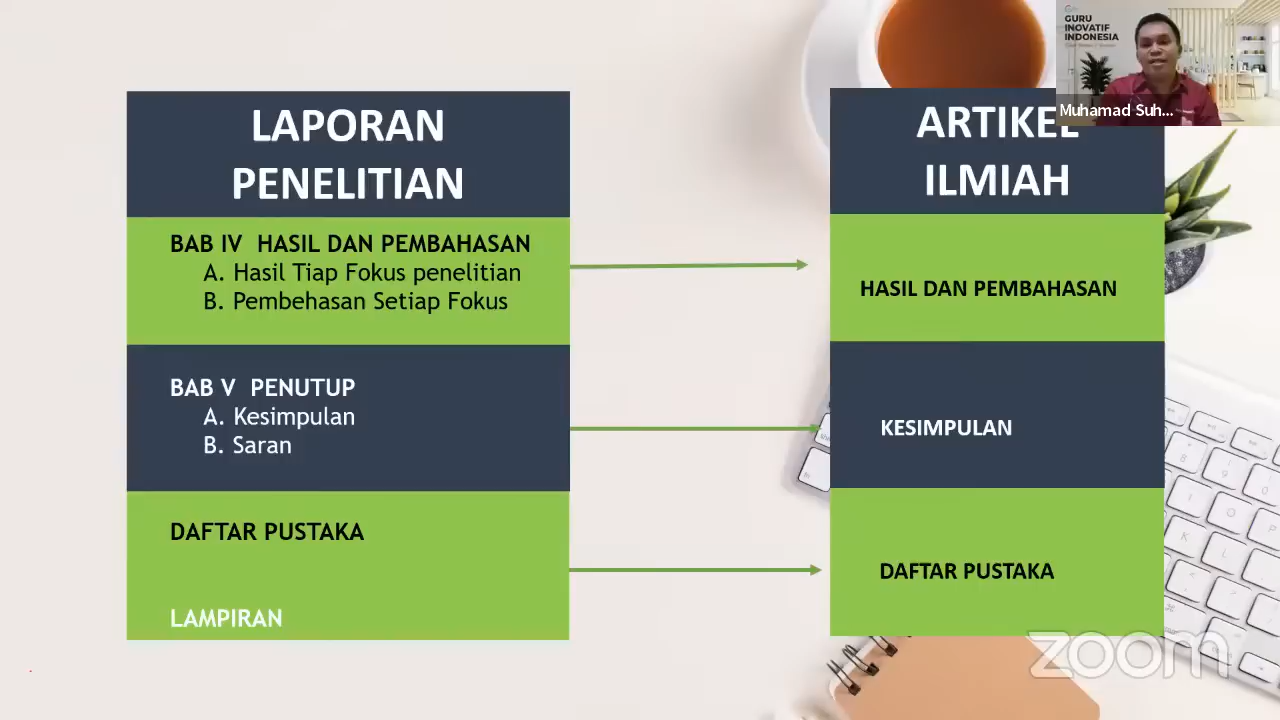 LAPORAN
PENELITIAN
BAB IV HASIL DAN PEMBAHASAN
A. Hasil Tiap Fokus penelitian
B. Pembehasan Setiap Fokus
BAB V PENUTUP
A. Kesimpulan
B. Saran
DAFTAR PUSTAKA
LAMPIRAN
ARTIKEL
ILMIAH
HASIL DAN PEMBAHASAN
KESIMPULAN
DAFTAR PUSTAKA
GURU
INOVATIF
INDONESIA
Muhamad Suh...
zoom